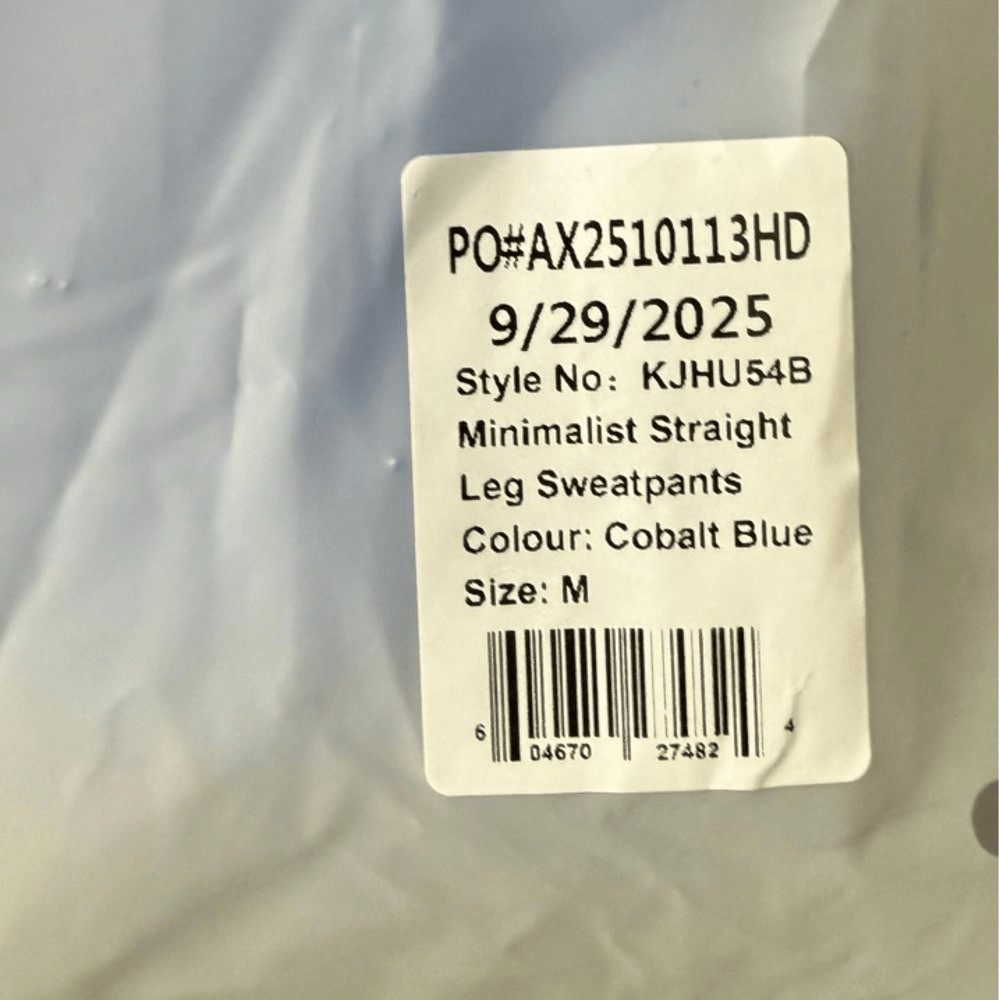 PO#AX2510113HD
9/29/2025
Style No: KJHU54B
Minimalist Straight
Leg Sweatpants
Colour: Cobalt Blue
Size: M
6 04670 27482 4